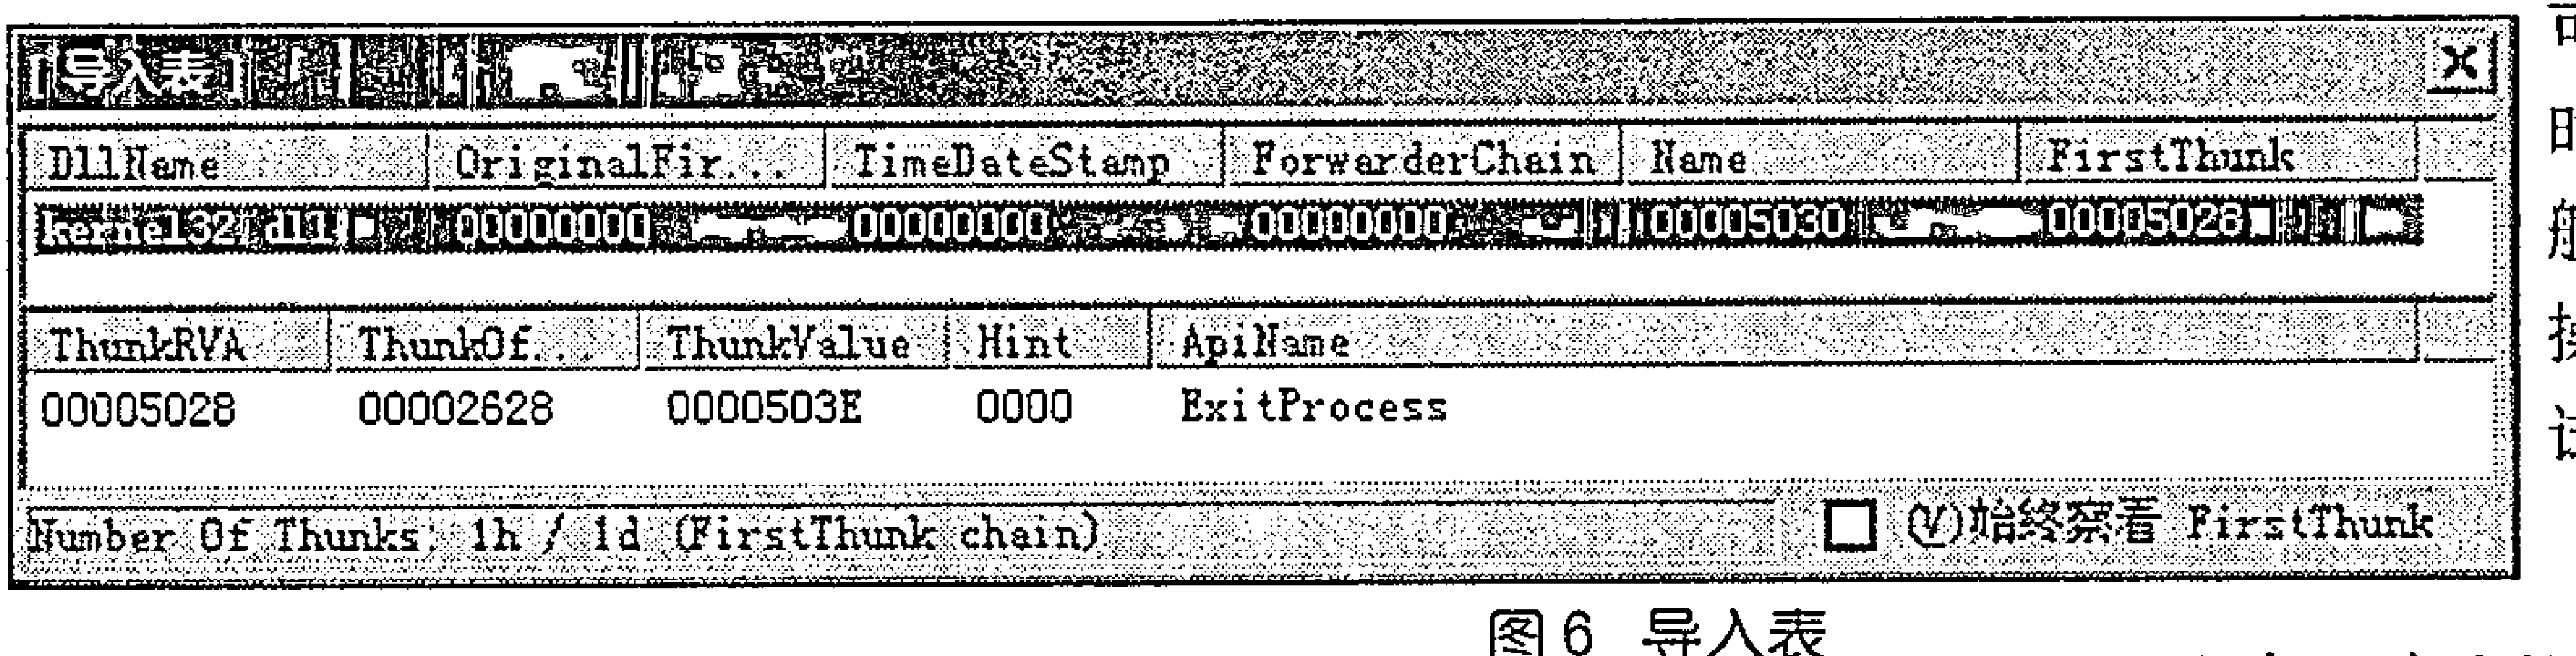 [导入表]
DllName OriginalFir... TimeDateStamp ForwarderChain Name FirstThunk
kernel32.dll 00000000 00000000 00000000 00005030 00005028
ThunkRVA ThunkOf... ThunkValue Hint ApiName
00005028 00002628 0000503E 0000 ExitProcess
Number Of Thunks: 1h / 1d (FirstThunk chain) (V)始终察看 FirstThunk
图6 导入表